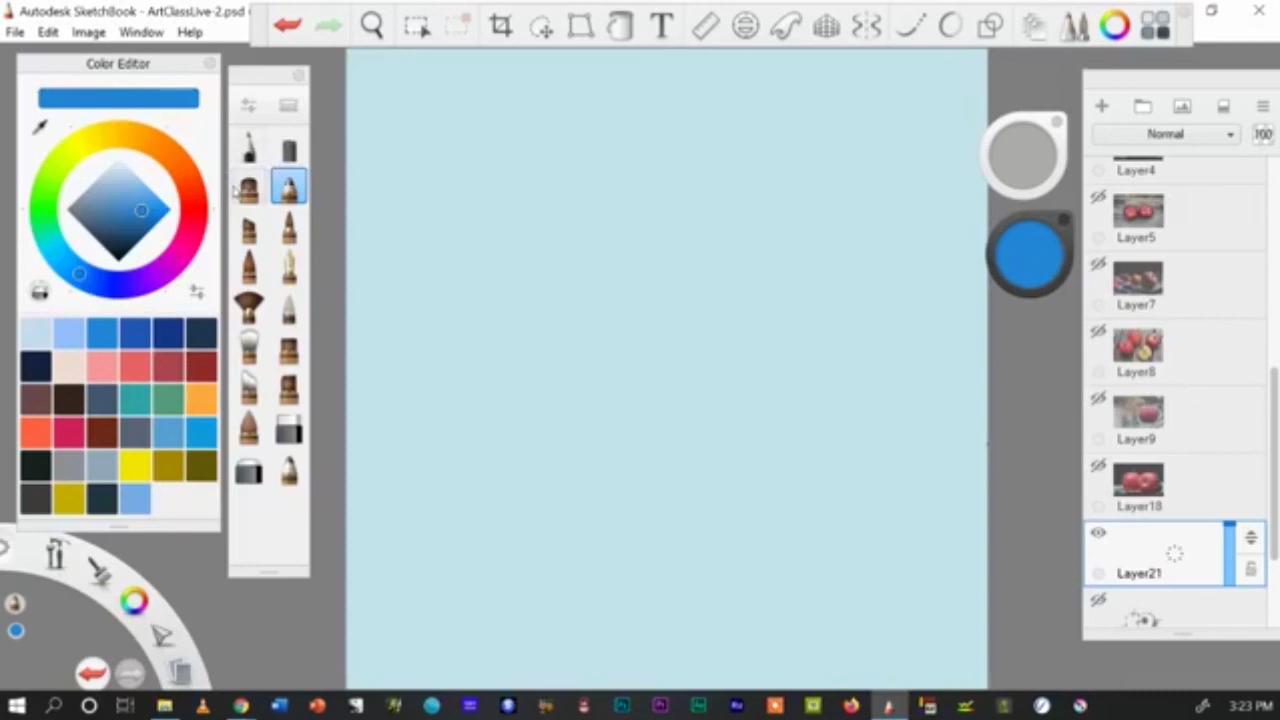 Autodesk SketchBook - ArtClassLive-2.psd
File Edit Image Window Help
Color Editor
T
Normal
100
Layer4
Layer5
Layer7
Layer8
Layer9
Layer18
Layer21
3:23 PM